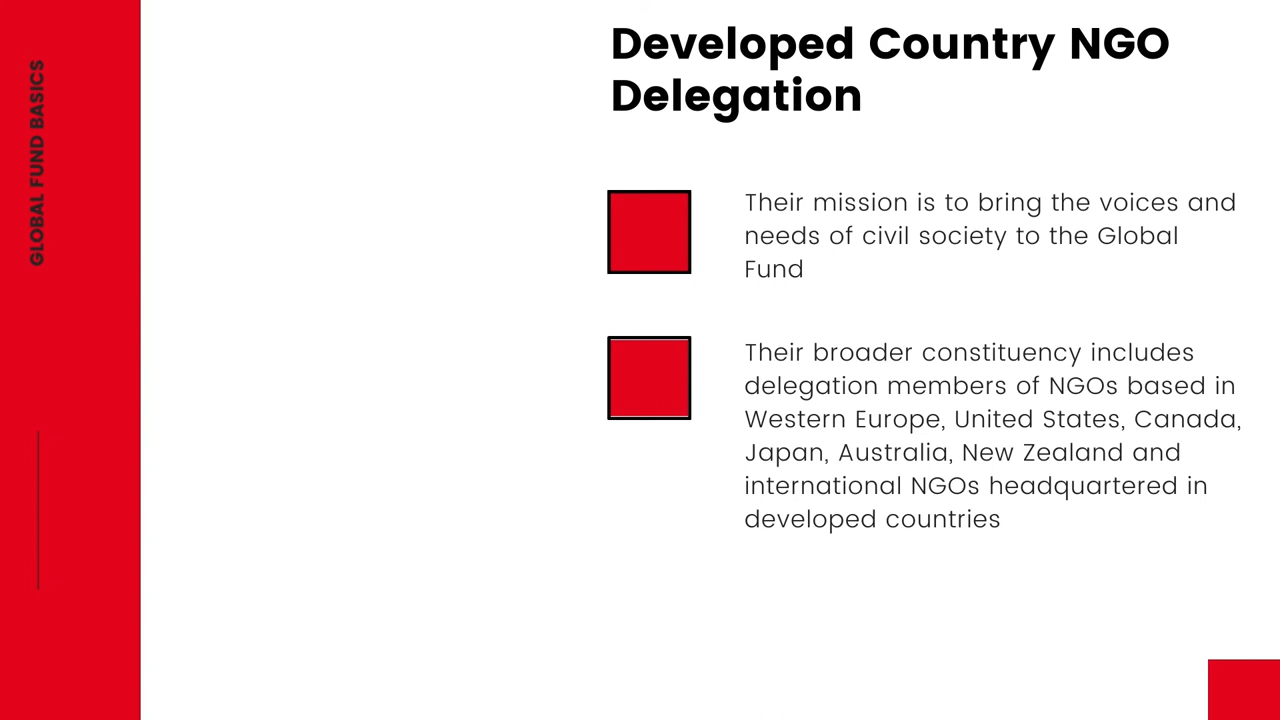 GLOBAL FUND BASICS
Developed Country NGO
Delegation
Their mission is to bring the voices and
needs of civil society to the Global
Fund
Their broader constituency includes
delegation members of NGOs based in
Western Europe, United States, Canada,
Japan, Australia, New Zealand and
international NGOs headquartered in
developed countries